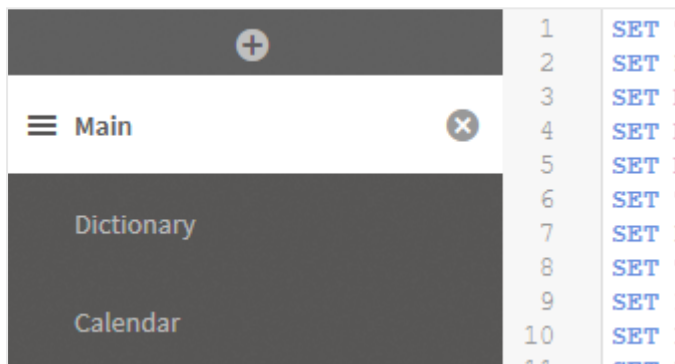 Main
Dictionary
Calendar
1 SET
2 SET
3 SET
4 SET
5 SET
6 SET
7 SET
8 SET
9 SET
10 SET